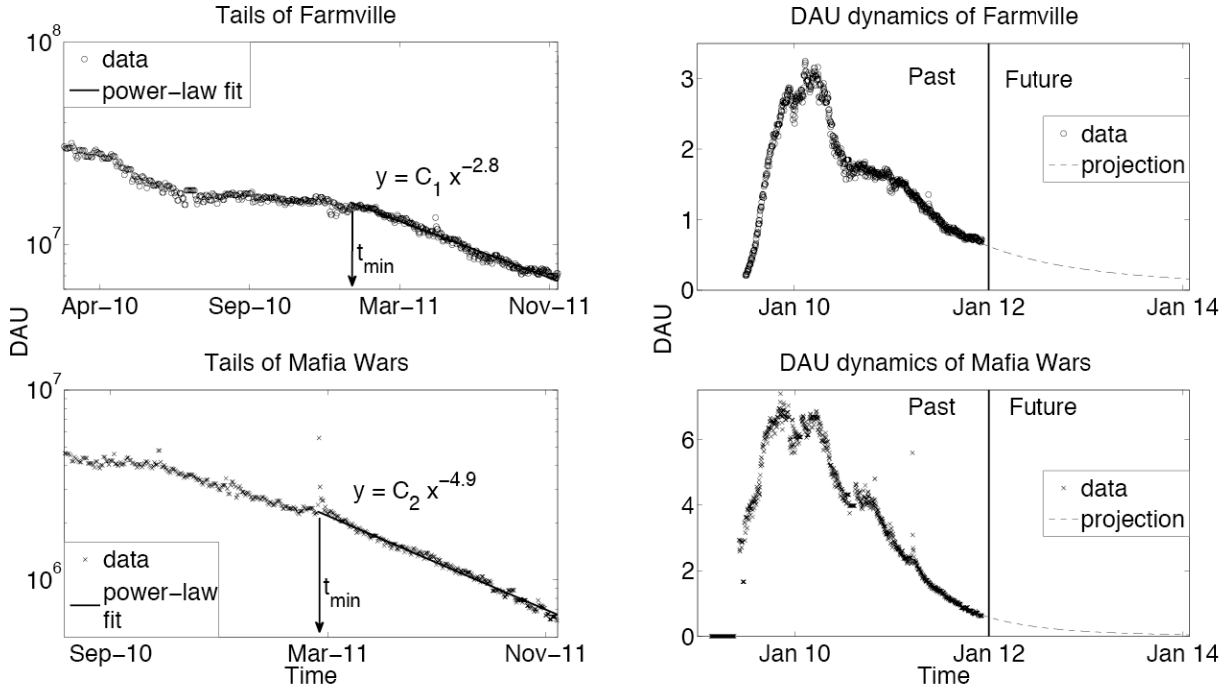 Tails of Farmville
10^8
data
power-law fit
y = C_1 x^-2.8
10^7
t_min
Apr-10 Sep-10 Mar-11 Nov-11
DAU
Tails of Mafia Wars
10^7
y = C_2 x^-4.9
data
power-law
fit
10^6
t_min
Sep-10 Mar-11 Nov-11
Time
DAU dynamics of Farmville
3
Past Future
data
projection
2
1
0
Jan 10 Jan 12 Jan 14
DAU
DAU dynamics of Mafia Wars
Past Future
6
data
projection
4
2
0
Jan 10 Jan 12 Jan 14
Time